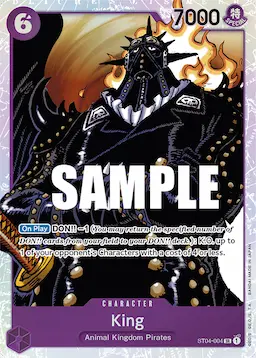 6
7000
特
SPECIAL
SAMPLE
On Play DON!! −1 (You may return the specified number of
DON!! cards from your field to your DON!! deck.): K.O. up to
1 of your opponent's Characters with a cost of 4 or less.
CHARACTER
King
Animal Kingdom Pirates
ST04-004